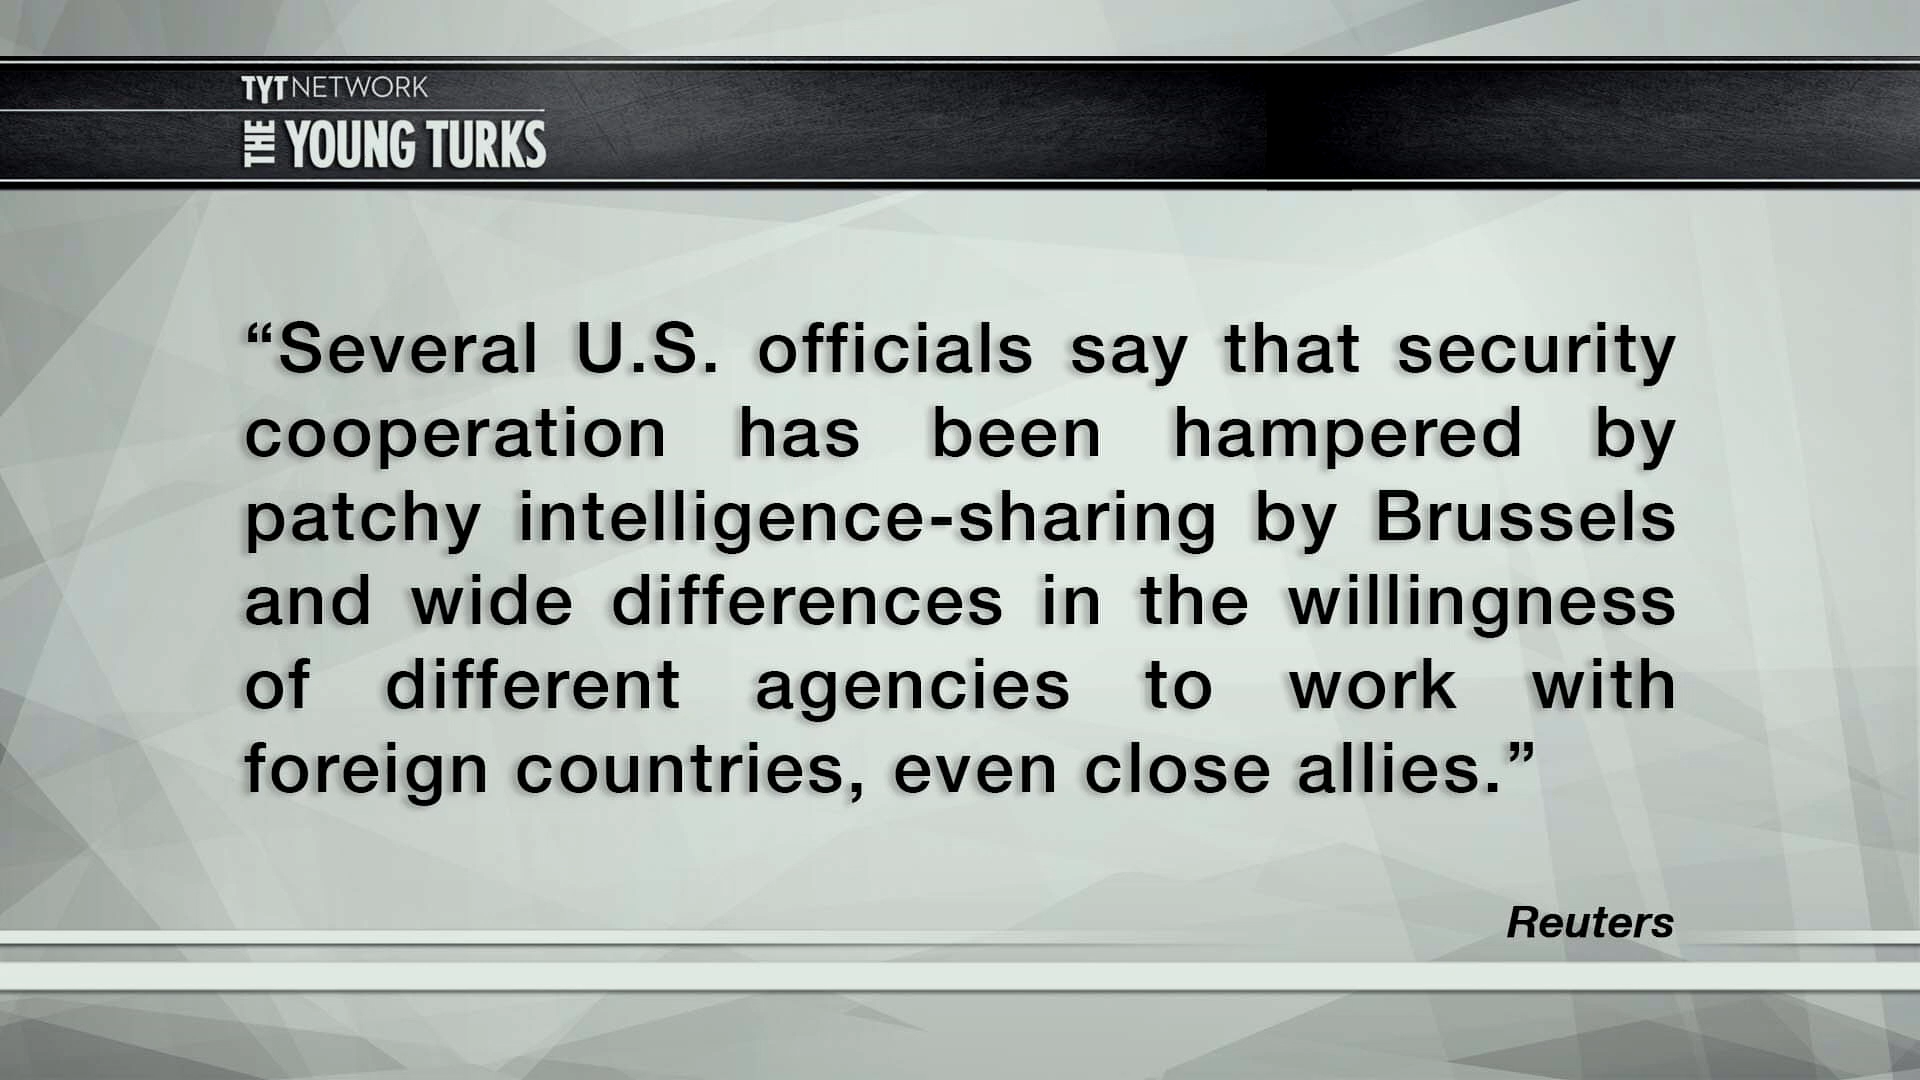 TYTNETWORK
THE YOUNG TURKS
“Several U.S. officials say that security
cooperation has been hampered by
patchy intelligence-sharing by Brussels
and wide differences in the willingness
of different agencies to work with
foreign countries, even close allies.”
Reuters